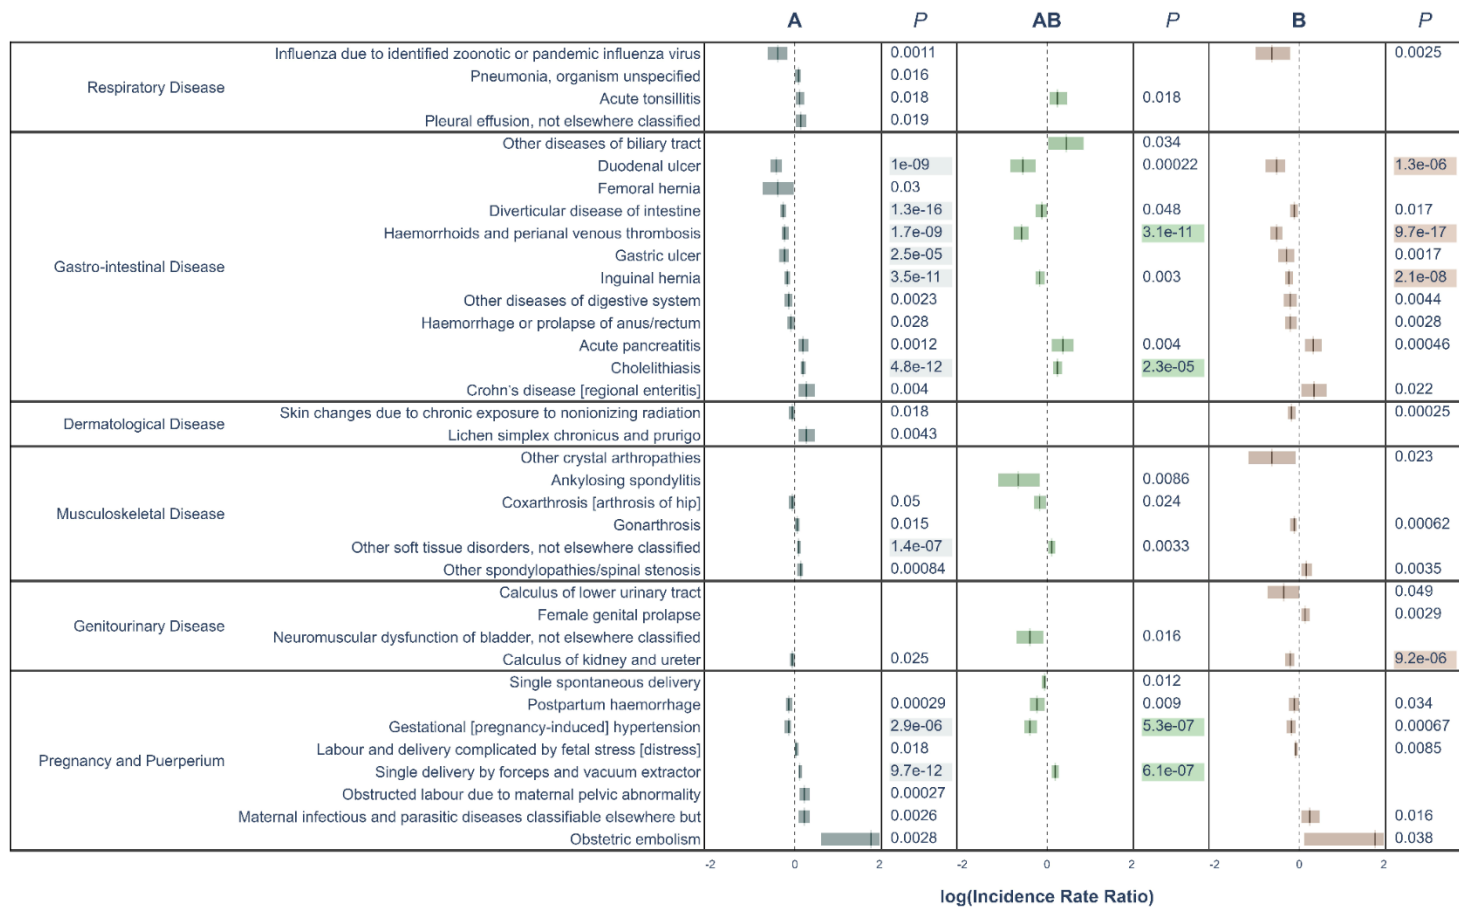 A P AB P B P
Influenza due to identified zoonotic or pandemic influenza virus 0.0011 0.0025
Pneumonia, organism unspecified 0.016
Respiratory Disease
Acute tonsillitis 0.018 0.018
Pleural effusion, not elsewhere classified 0.019
Other diseases of biliary tract 0.034
Duodenal ulcer 1e-09 0.00022 1.3e-06
Femoral hernia 0.03
Diverticular disease of intestine 1.3e-16 0.048 0.017
Haemorrhoids and perianal venous thrombosis 1.7e-09 3.1e-11 9.7e-17
Gastric ulcer 2.5e-05 0.0017
Gastro-intestinal Disease
Inguinal hernia 3.5e-11 0.003 2.1e-08
Other diseases of digestive system 0.0023 0.0044
Haemorrhage or prolapse of anus/rectum 0.028 0.0028
Acute pancreatitis 0.0012 0.004 0.00046
Cholelithiasis 4.8e-12 2.3e-05
Crohn's disease [regional enteritis] 0.004 0.022
Skin changes due to chronic exposure to nonionizing radiation 0.018 0.00025
Dermatological Disease
Lichen simplex chronicus and prurigo 0.0043
Other crystal arthropathies 0.023
Ankylosing spondylitis 0.0086
Coxarthrosis [arthrosis of hip] 0.05 0.024
Musculoskeletal Disease
Gonarthrosis 0.015 0.00062
Other soft tissue disorders, not elsewhere classified 1.4e-07 0.0033
Other spondylopathies/spinal stenosis 0.00084 0.0035
Calculus of lower urinary tract 0.049
Female genital prolapse 0.0029
Genitourinary Disease
Neuromuscular dysfunction of bladder, not elsewhere classified 0.016
Calculus of kidney and ureter 0.025 9.2e-06
Single spontaneous delivery 0.012
Postpartum haemorrhage 0.00029 0.009 0.034
Gestational [pregnancy-induced] hypertension 2.9e-06 5.3e-07 0.00067
Labour and delivery complicated by fetal stress [distress] 0.018 0.0085
Pregnancy and Puerperium
Single delivery by forceps and vacuum extractor 9.7e-12 6.1e-07
Obstructed labour due to maternal pelvic abnormality 0.00027
Maternal infectious and parasitic diseases classifiable elsewhere but 0.0026 0.016
Obstetric embolism 0.0028 0.038
-2 0 2 -2 0 2 -2 0 2
log(Incidence Rate Ratio)